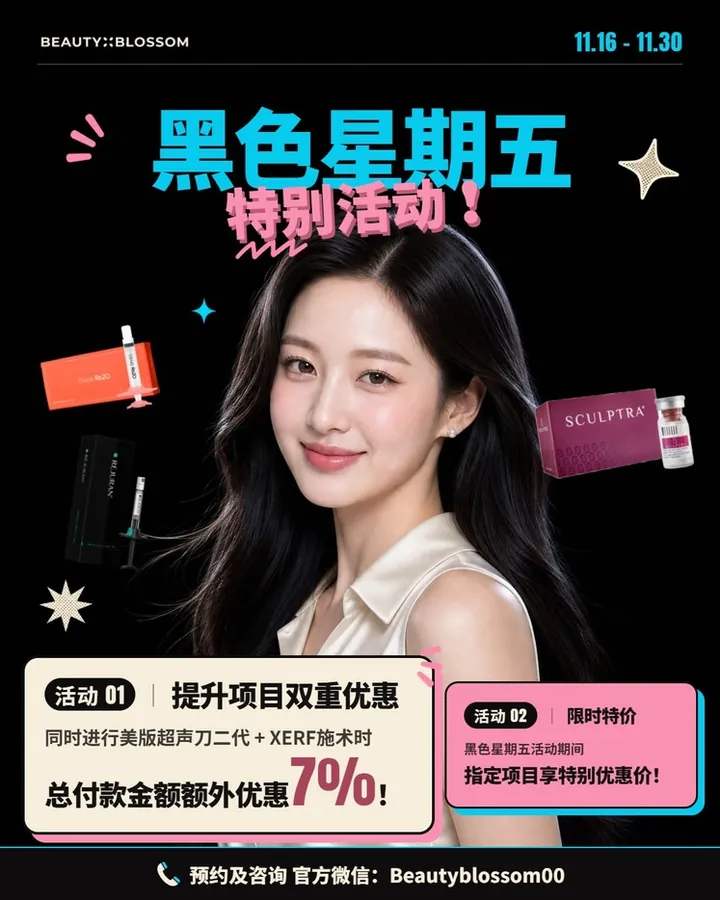 BEAUTY::BLOSSOM
11.16 - 11.30
黑色星期五
特别活动！
Re2O
REJURAN
REJURAN
SCULPTRA
活动 01 | 提升项目双重优惠
同时进行美版超声刀二代 + XERF施术时
总付款金额额外优惠7%!
活动 02 | 限时特价
黑色星期五活动期间
指定项目享特别优惠价!
预约及咨询 官方微信：Beautyblossom00